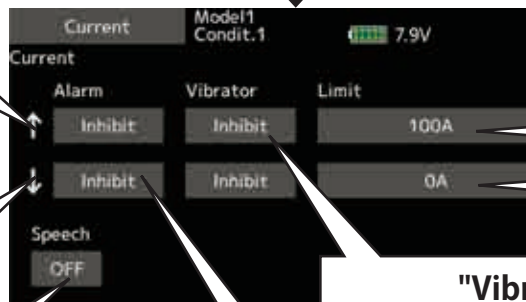 Current
Model1
Condit.1
7.9V
Current
Alarm Vibrator Limit
↑ Inhibit Inhibit 100A
↓ Inhibit Inhibit 0A
Speech
OFF
"Vibr